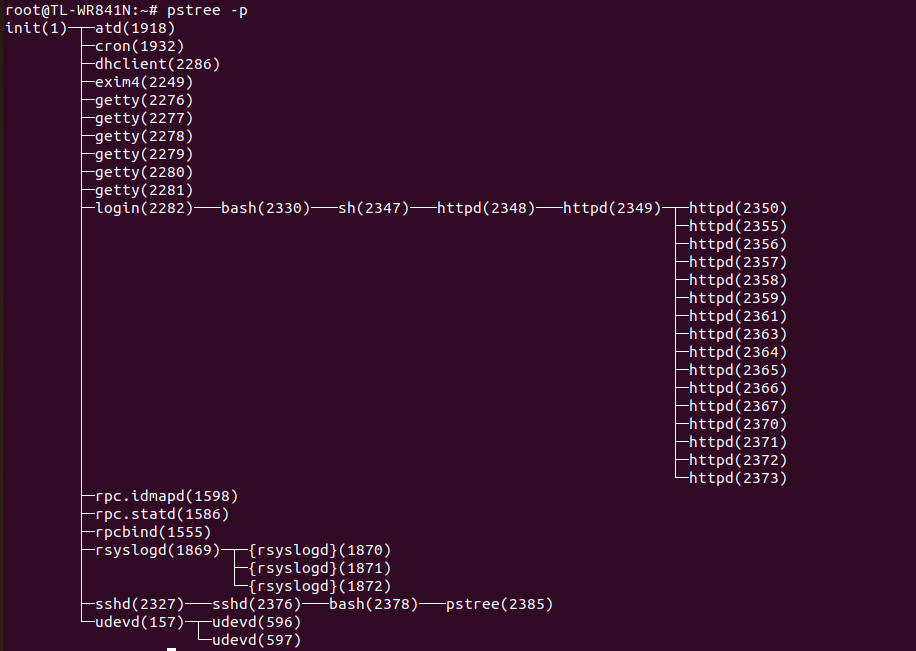 root@TL-WR841N:~# pstree -p
init(1)─┬─atd(1918)
        ├─cron(1932)
        ├─dhclient(2286)
        ├─exim4(2249)
        ├─getty(2276)
        ├─getty(2277)
        ├─getty(2278)
        ├─getty(2279)
        ├─getty(2280)
        ├─getty(2281)
        ├─login(2282)───bash(2330)───sh(2347)───httpd(2348)───httpd(2349)─┬─httpd(2350)
        │                                                                 ├─httpd(2355)
        │                                                                 ├─httpd(2356)
        │                                                                 ├─httpd(2357)
        │                                                                 ├─httpd(2358)
        │                                                                 ├─httpd(2359)
        │                                                                 ├─httpd(2361)
        │                                                                 ├─httpd(2363)
        │                                                                 ├─httpd(2364)
        │                                                                 ├─httpd(2365)
        │                                                                 ├─httpd(2366)
        │                                                                 ├─httpd(2367)
        │                                                                 ├─httpd(2370)
        │                                                                 ├─httpd(2371)
        │                                                                 ├─httpd(2372)
        │                                                                 └─httpd(2373)
        ├─rpc.idmapd(1598)
        ├─rpc.statd(1586)
        ├─rpcbind(1555)
        ├─rsyslogd(1869)─┬─{rsyslogd}(1870)
        │                ├─{rsyslogd}(1871)
        │                └─{rsyslogd}(1872)
        ├─sshd(2327)───sshd(2376)───bash(2378)───pstree(2385)
        └─udevd(157)─┬─udevd(596)
                     └─udevd(597)